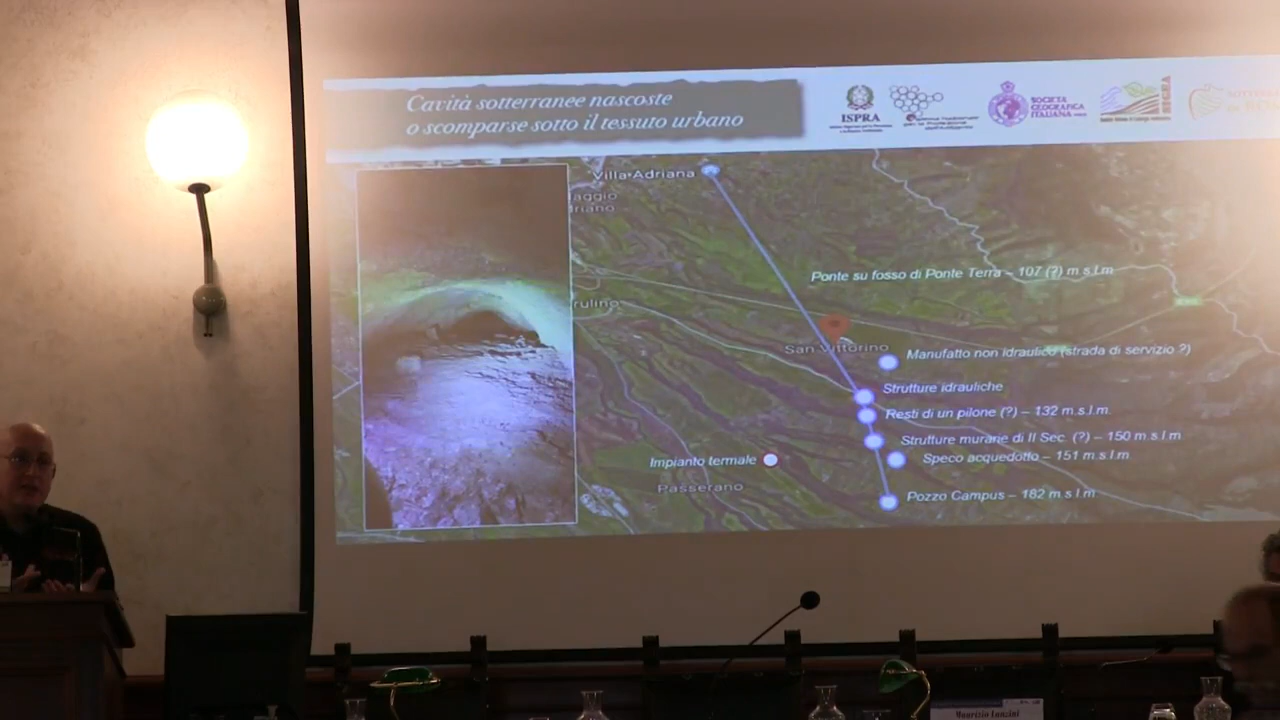 Cavità sotterranee nascoste
o scomparse sotto il tessuto urbano
ISPRA
SOCIETÀ
GEOGRAFICA
ITALIANA
SIGEA
Villa Adriana
Ponte su fosso di Ponte Terra – 107 (?) m.s.l.m.
San Vittorino
Manufatto non idraulico (strada di servizio ?)
Strutture idrauliche
Resti di un pilone (?) – 132 m.s.l.m.
Strutture murarie di II Sec. (?) – 150 m.s.l.m
Speco acquedotto – 151 m.s.l.m
Impianto termale
Passerano
Pozzo Campus – 182 m.s.l.m